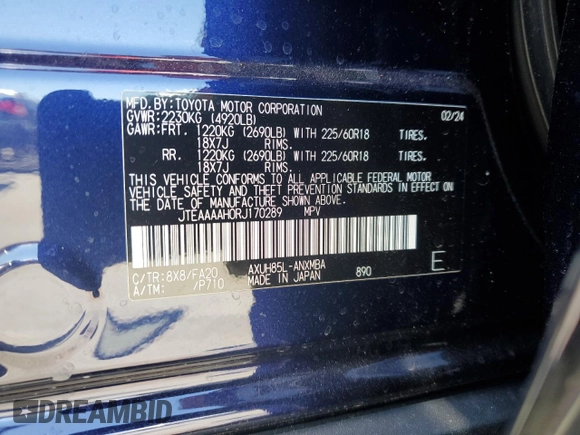 MFD.BY:TOYOTA MOTOR CORPORATION 02/24
GVWR:2230KG (4920LB)
GAWR:FRT. 1220KG (2690LB) WITH 225/60R18 TIRES.
18X7J RIMS.
RR. 1220KG (2690LB) WITH 225/60R18 TIRES.
18X7J RIMS.
THIS VEHICLE CONFORMS TO ALL APPLICABLE FEDERAL MOTOR
VEHICLE SAFETY AND THEFT PREVENTION STANDARDS IN EFFECT ON
THE DATE OF MANUFACTURE SHOWN ABOVE.
JTEAAAAH0RJ170289 MPV
C/TR:8X8/FA20 AXUH85L-ANXMBA 890 E
A/TM: /P710 MADE IN JAPAN
DREAMBID